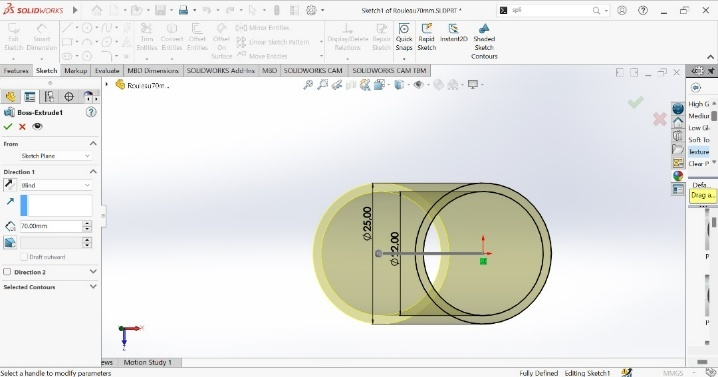 SOLIDWORKS
Sketch1 of Rouleau70mm.SLDPRT *
spli
Exit Sketch
Smart Dimension
Trim Entities
Convert Entities
Offset Entities
Offset On Surface
Mirror Entities
Linear Sketch Pattern
Move Entities
Display/Delete Relations
Repair Sketch
Quick Snaps
Rapid Sketch
Instant2D
Shaded Sketch Contours
Features Sketch Markup Evaluate MBD Dimensions SOLIDWORKS Add-Ins MBD SOLIDWORKS CAM SOLIDWORKS CAM TBM
Rouleau70m...
Boss-Extrude1
From
Sketch Plane
Direction 1
Blind
70.00mm
Draft outward
Direction 2
Selected Contours
Ø25,00
Ø22,00
High G
Mediur
Low Gl
Soft To
Texture
Clear P
Defa...
Drag a...
P
P
ews Motion Study 1
Select a handle to modify parameters
Fully Defined Editing Sketch1
MMGS